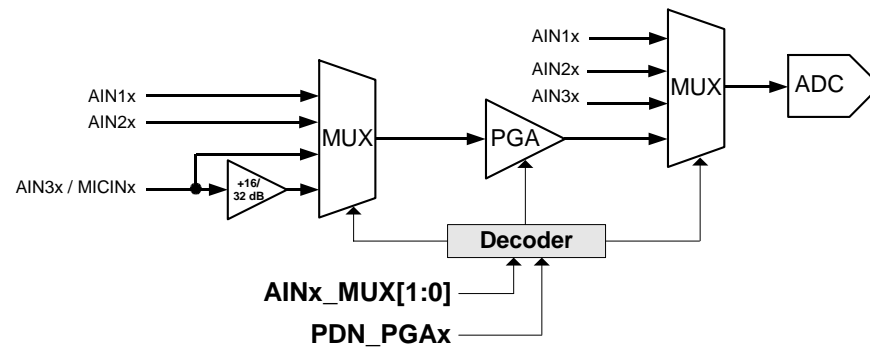 AIN1x
AIN2x
AIN3x
AIN1x
AIN2x
AIN3x / MICINx
+16/
32 dB
MUX
PGA
MUX
ADC
Decoder
AINx_MUX[1:0]
PDN_PGAx